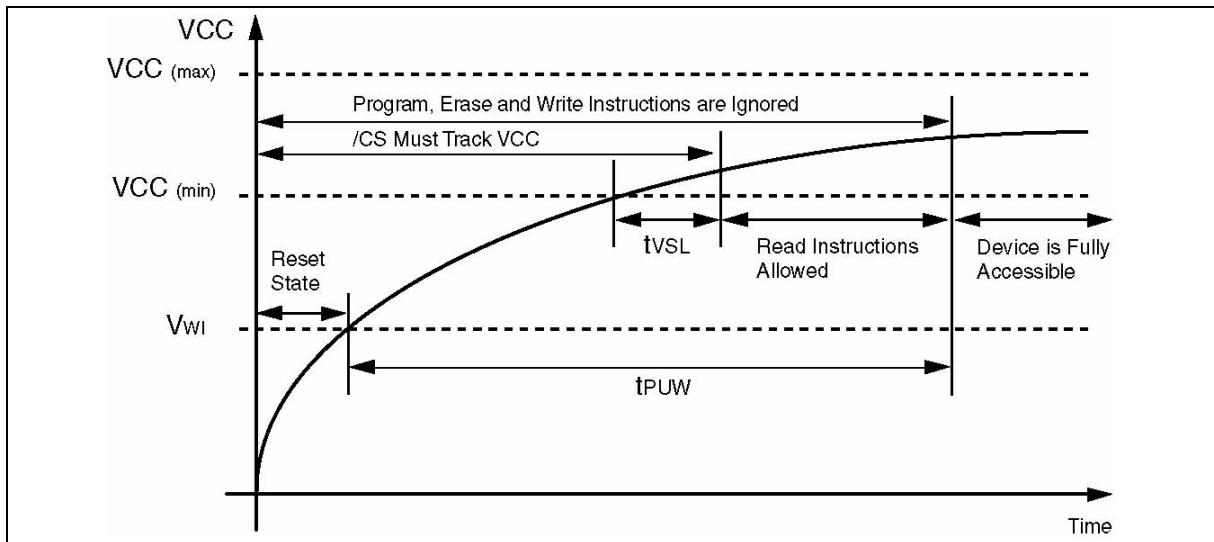 VCC
VCC (max)
Program, Erase and Write Instructions are Ignored
/CS Must Track VCC
VCC (min)
tVSL
Read Instructions
Allowed
Device is Fully
Accessible
Reset
State
VWI
tPUW
Time